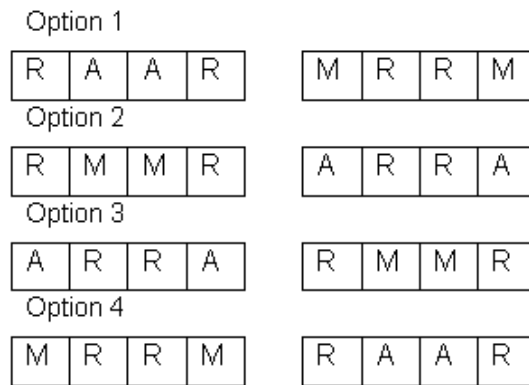 Option 1
R A A R M R R M
Option 2
R M M R A R R A
Option 3
A R R A R M M R
Option 4
M R R M R A A R